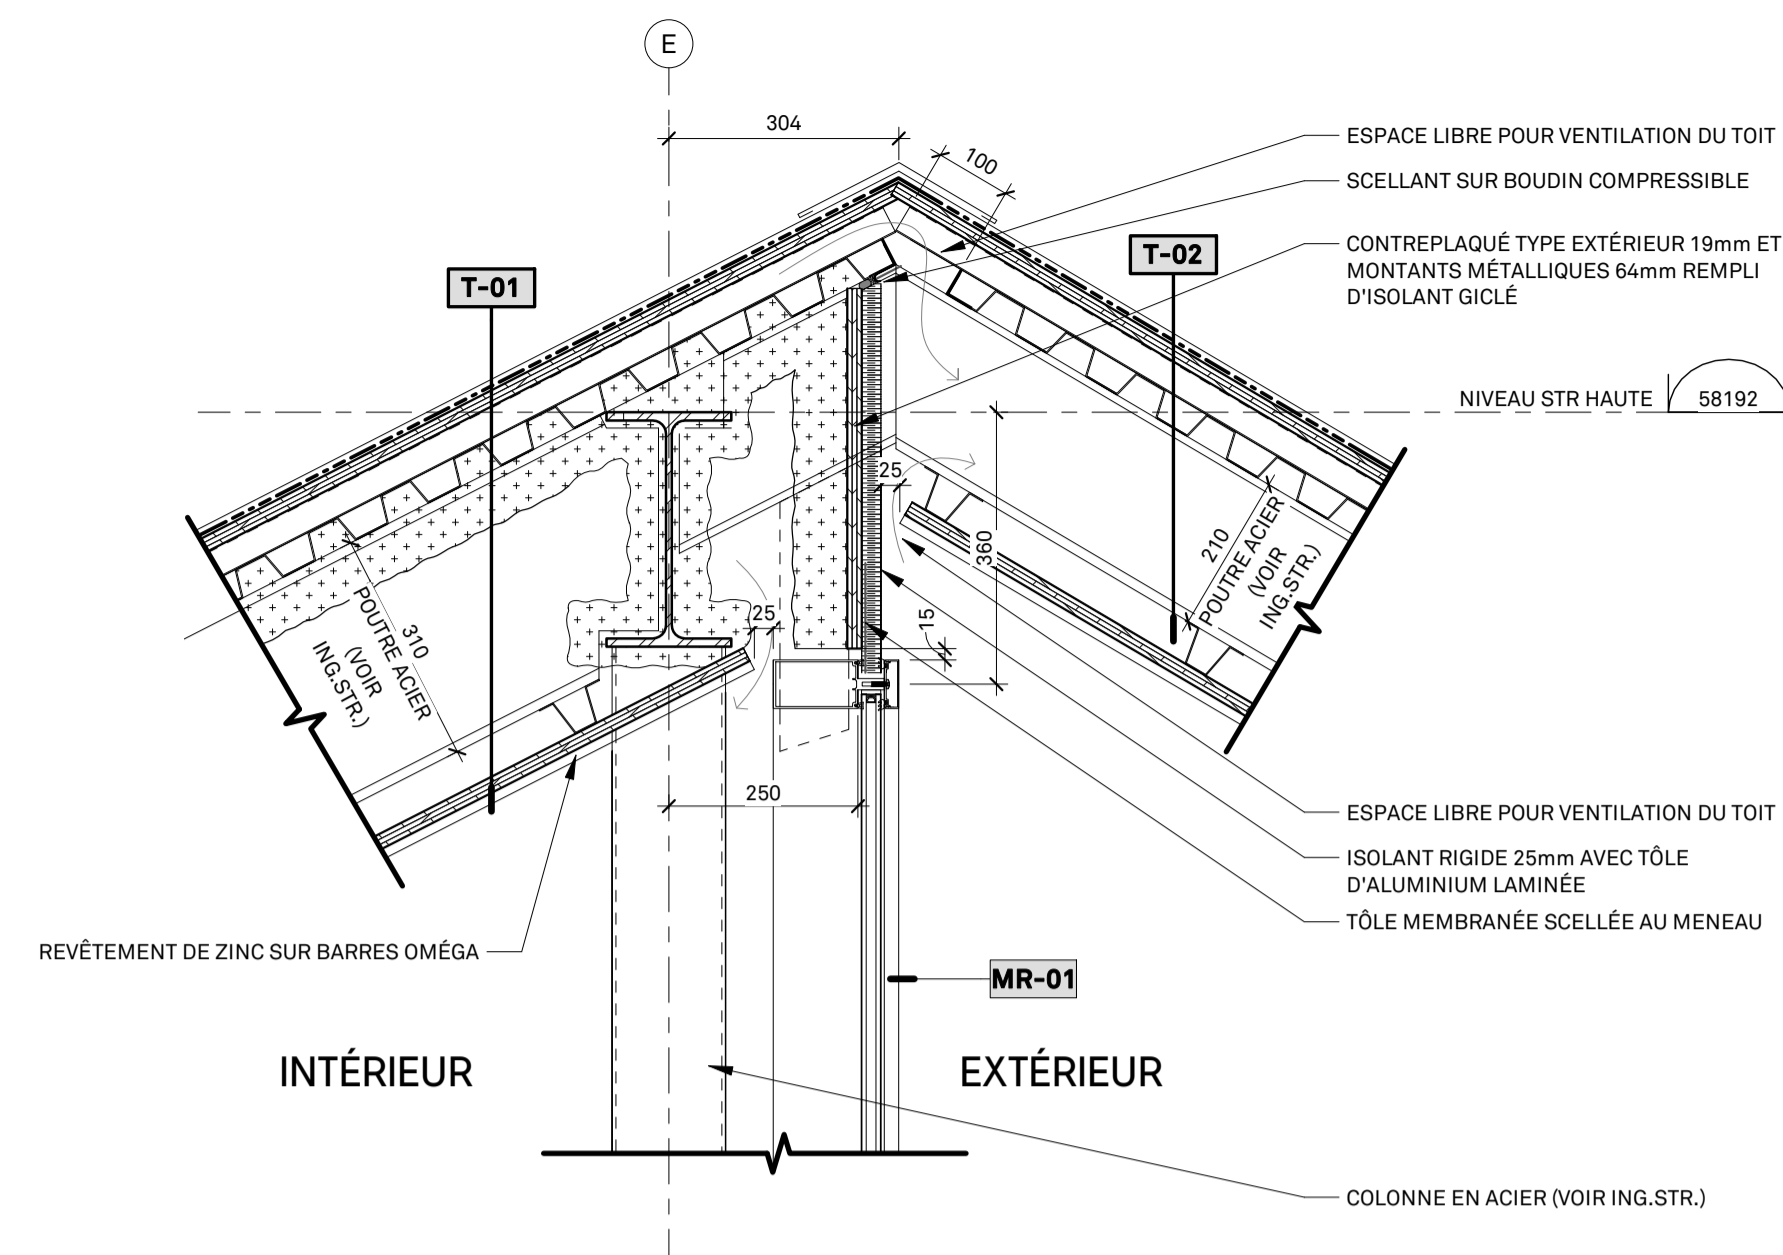 E
304
100
ESPACE LIBRE POUR VENTILATION DU TOIT
SCELLANT SUR BOUDIN COMPRESSIBLE
CONTREPLAQUÉ TYPE EXTÉRIEUR 19mm ET
MONTANTS MÉTALLIQUES 64mm REMPLI
D'ISOLANT GICLÉ
T-01
T-02
NIVEAU STR HAUTE
58192
25
360
210
POUTRE ACIER
(VOIR
ING.STR.)
310
POUTRE ACIER
(VOIR
ING.STR.)
25
15
250
ESPACE LIBRE POUR VENTILATION DU TOIT
ISOLANT RIGIDE 25mm AVEC TÔLE
D'ALUMINIUM LAMINÉE
TÔLE MEMBRANÉE SCELLÉE AU MENEAU
REVÊTEMENT DE ZINC SUR BARRES OMÉGA
MR-01
INTÉRIEUR
EXTÉRIEUR
COLONNE EN ACIER (VOIR ING.STR.)